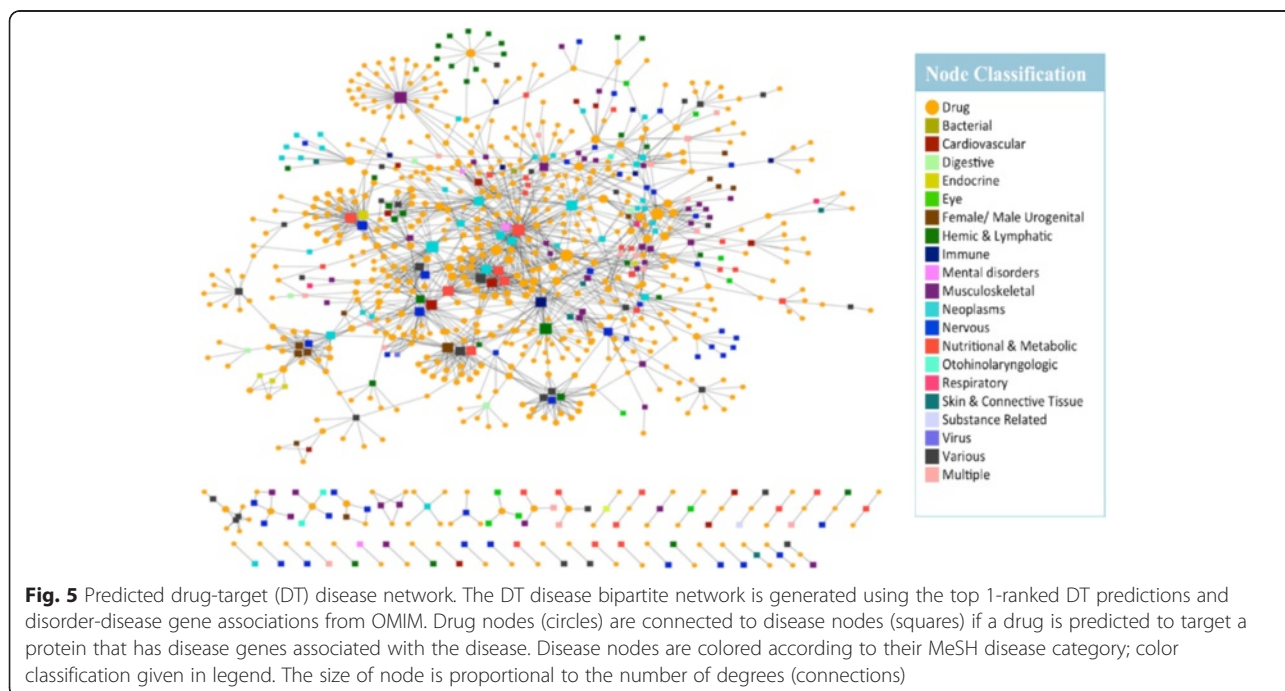 Node Classification
Drug
Bacterial
Cardiovascular
Digestive
Endocrine
Eye
Female/ Male Urogenital
Hemic & Lymphatic
Immune
Mental disorders
Musculoskeletal
Neoplasms
Nervous
Nutritional & Metabolic
Otohinolaryngologic
Respiratory
Skin & Connective Tissue
Substance Related
Virus
Various
Multiple
Fig. 5 Predicted drug-target (DT) disease network. The DT disease bipartite network is generated using the top 1-ranked DT predictions and
disorder-disease gene associations from OMIM. Drug nodes (circles) are connected to disease nodes (squares) if a drug is predicted to target a
protein that has disease genes associated with the disease. Disease nodes are colored according to their MeSH disease category; color
classification given in legend. The size of node is proportional to the number of degrees (connections)